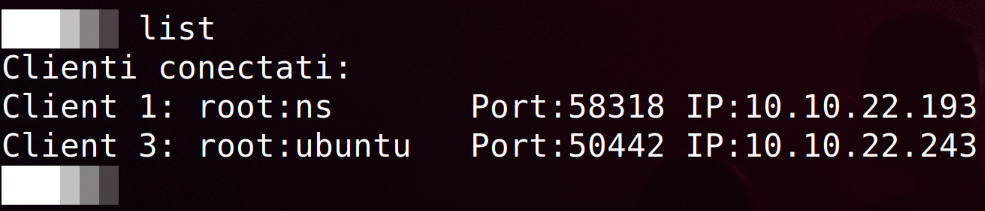 list
Clienti conectati:
Client 1: root:ns Port:58318 IP:10.10.22.193
Client 3: root:ubuntu Port:50442 IP:10.10.22.243